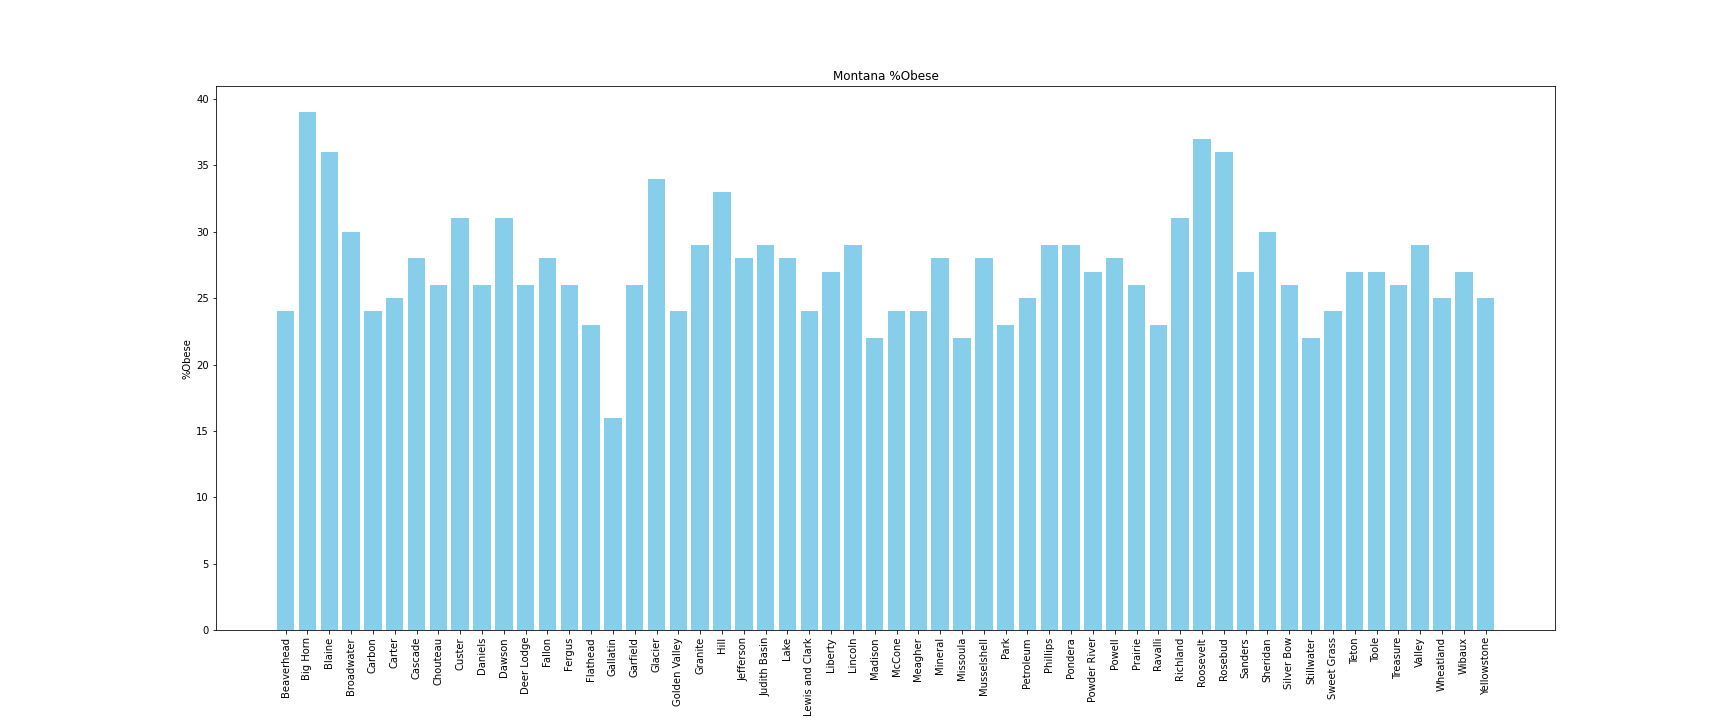 Montana %Obese
40
35
30
25
20
15
10
5
0
%Obese
Beaverhead
Big Horn
Blaine
Broadwater
Carbon
Carter
Cascade
Chouteau
Custer
Daniels
Dawson
Deer Lodge
Fallon
Fergus
Flathead
Gallatin
Garfield
Glacier
Golden Valley
Granite
Hill
Jefferson
Judith Basin
Lake
Lewis and Clark
Liberty
Lincoln
Madison
McCone
Meagher
Mineral
Missoula
Musselshell
Park
Petroleum
Phillips
Pondera
Powder River
Powell
Prairie
Ravalli
Richland
Roosevelt
Rosebud
Sanders
Sheridan
Silver Bow
Stillwater
Sweet Grass
Teton
Toole
Treasure
Valley
Wheatland
Wibaux
Yellowstone